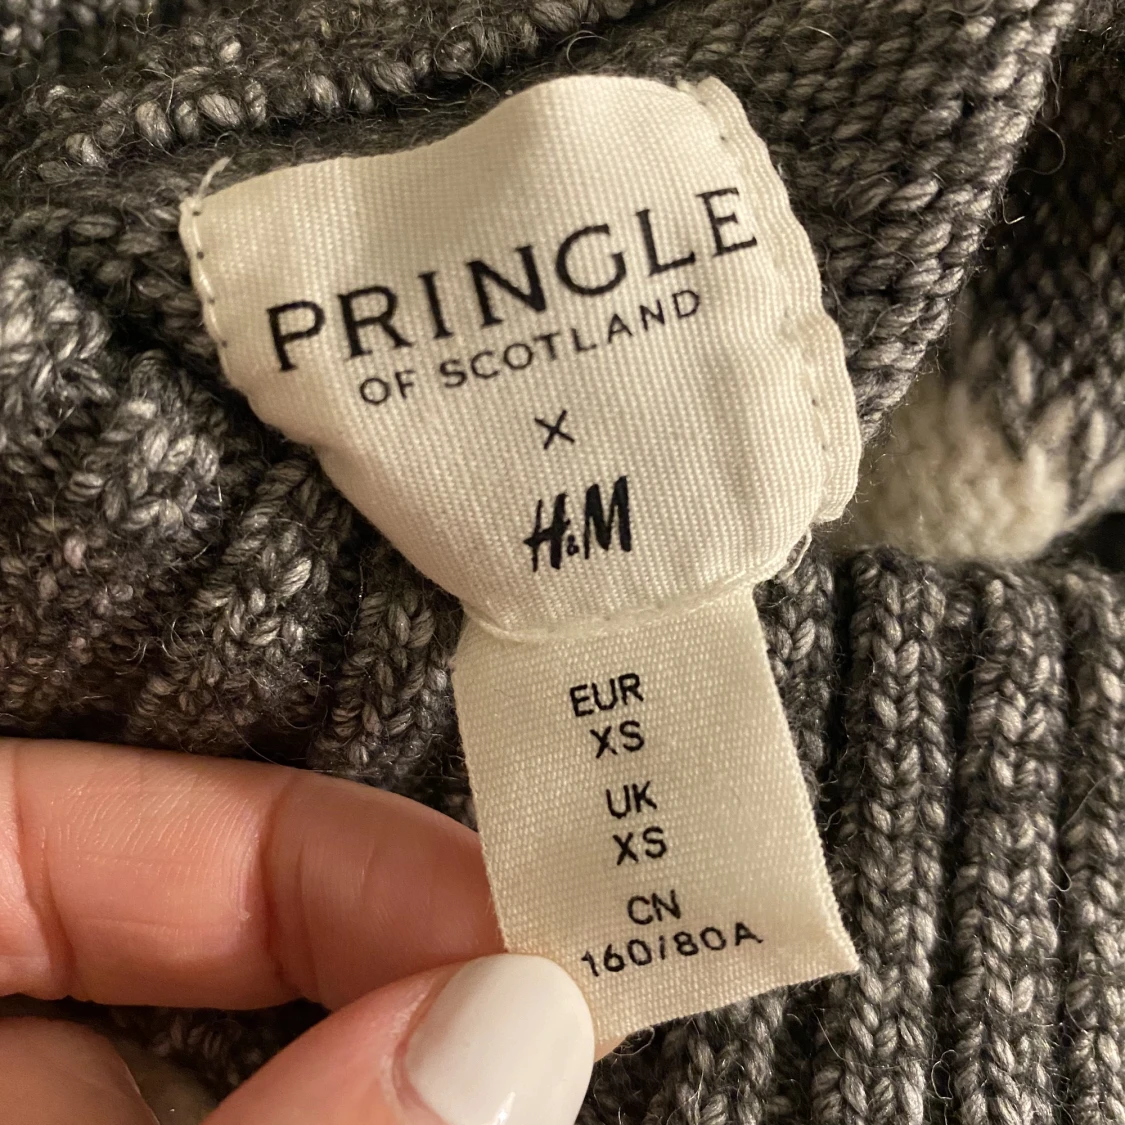 PRINGLE
OF SCOTLAND
X
H&M
EUR
XS
UK
XS
CN
160/80A